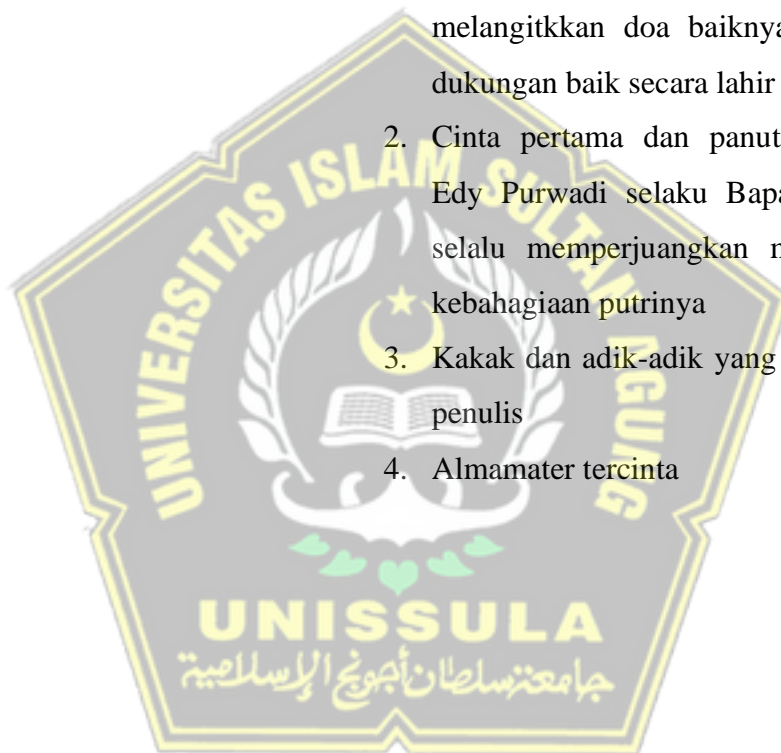 melangitkkan doa baiknya
dukungan baik secara lahir
2. Cinta pertama dan panut
Edy Purwadi selaku Bapa
selalu memperjuangkan
kebahagiaan putrinya
3. Kakak dan adik-adik yang
penulis
4. Almamater tercinta
UNIVERSITAS ISLAM SULTAN AGUNG
UNISSULA
جامعة سلطان أجونج الإسلامية